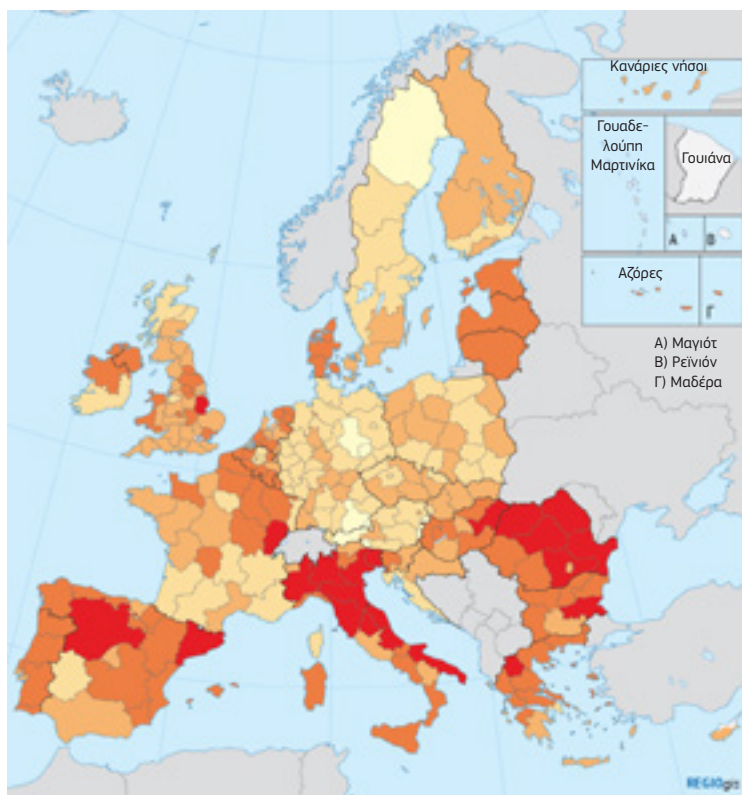 Κανάριες νήσοι
Γουαδε-
λούπη
Μαρτινίκα
Γουιάνα
A
B
Αζόρες
Γ
Α) Μαγιότ
Β) Ρεϊνιόν
Γ) Μαδέρα
REGIOgis